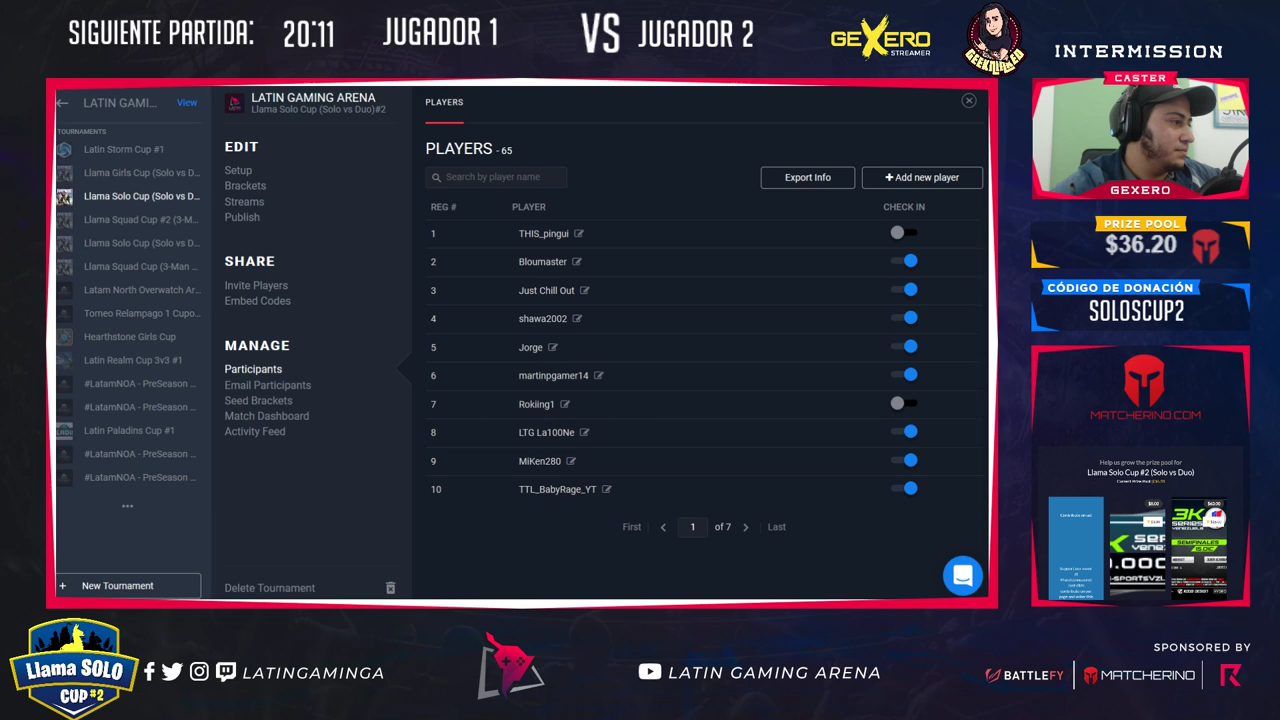 SIGUIENTE PARTIDA: 20:11 JUGADOR 1 VS JUGADOR 2
GEXERO
STREAMER
GEEKNIFIED
INTERMISSION
LATIN GAMI... View
TOURNAMENTS
Latin Storm Cup #1
Llama Girls Cup (Solo vs D...
Llama Solo Cup (Solo vs D...
Llama Squad Cup #2 (3-M...
Llama Solo Cup (Solo vs D...
Llama Squad Cup (3-Man ...
Latam North Overwatch Ar...
Torneo Relampago 1 Cupo...
Hearthstone Girls Cup
Latin Realm Cup 3v3 #1
#LatamNOA - PreSeason ...
#LatamNOA - PreSeason ...
Latin Paladins Cup #1
#LatamNOA - PreSeason ...
#LatamNOA - PreSeason ...
...
+ New Tournament
LATIN GAMING ARENA
Llama Solo Cup (Solo vs Duo)#2
EDIT
Setup
Brackets
Streams
Publish
SHARE
Invite Players
Embed Codes
MANAGE
Participants
Email Participants
Seed Brackets
Match Dashboard
Activity Feed
Delete Tournament
PLAYERS
PLAYERS - 65
Search by player name
Export Info
+ Add new player
REG # PLAYER CHECK IN
1 THIS_pingui
2 Bloumaster
3 Just Chill Out
4 shawa2002
5 Jorge
6 martinpgamer14
7 Rokiing1
8 LTG La100Ne
9 MiKen280
10 TTL_BabyRage_YT
First 1 of 7 Last
CASTER
GEXERO
PRIZE POOL
$36.20
CÓDIGO DE DONACIÓN
SOLOSCUP2
MATCHERINO.COM
Help us grow the prize pool for
Llama Solo Cup #2 (Solo vs Duo)
3K
SERIES
VENEZUELA
SEMIFINALES
15.DIC
Llama SOLO
CUP #2
LATINGAMINGA
LATIN GAMING ARENA
SPONSORED BY
BATTLEFY
MATCHERINO